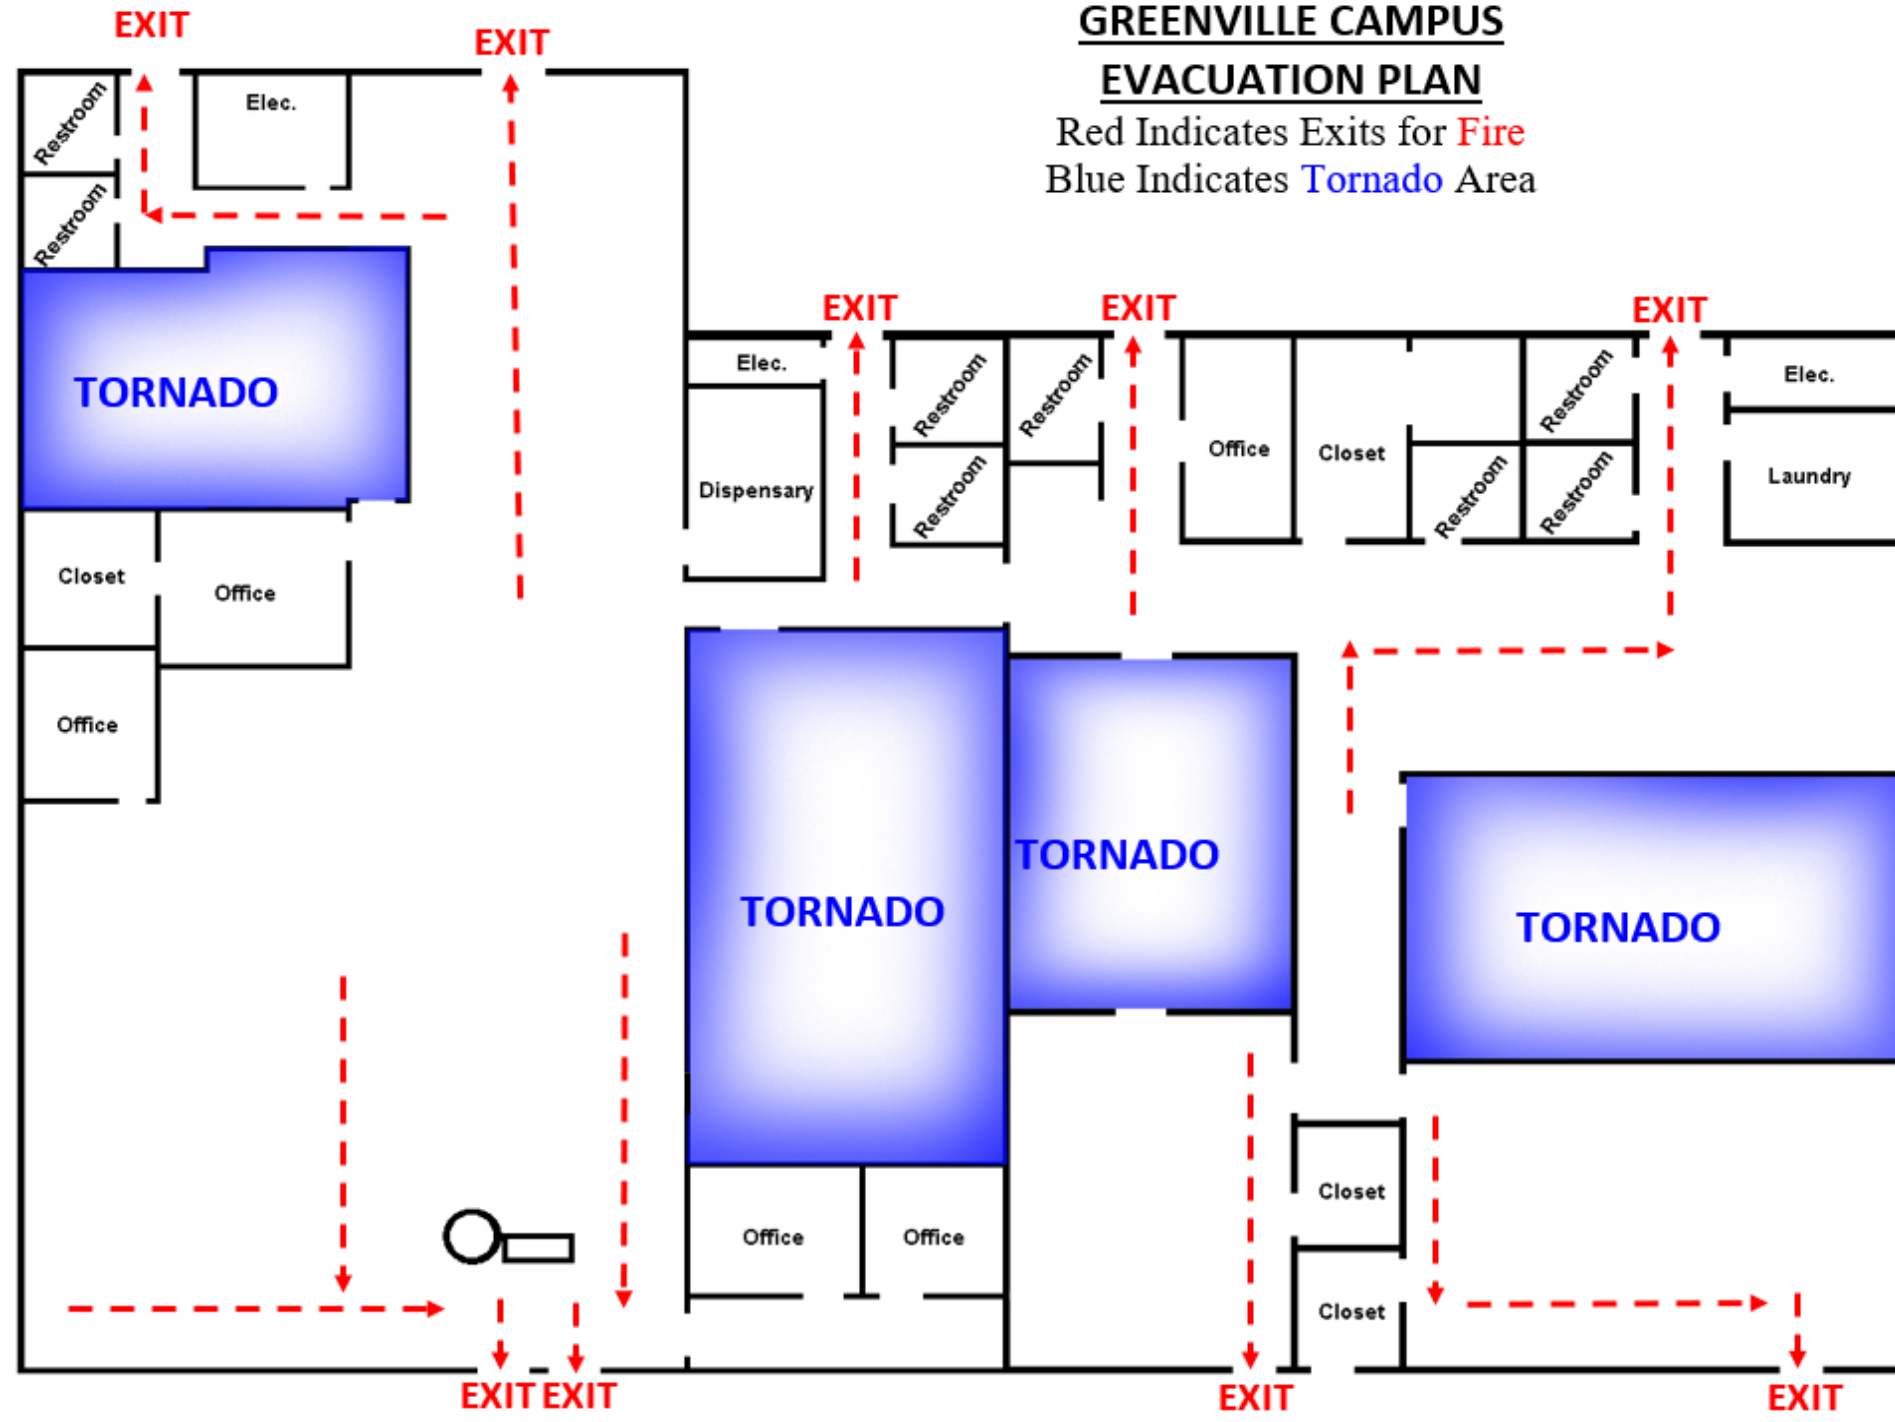 GREENVILLE CAMPUS
EVACUATION PLAN
Red Indicates Exits for Fire
Blue Indicates Tornado Area
EXIT
EXIT
Restroom
Elec.
Restroom
TORNADO
Closet
Office
Office
EXIT
EXIT
EXIT
Elec.
Dispensary
Restroom
Restroom
Restroom
Office
Closet
Restroom
Restroom
Restroom
Elec.
Laundry
TORNADO
TORNADO
TORNADO
Office
Office
Closet
Closet
EXIT
EXIT
EXIT
EXIT